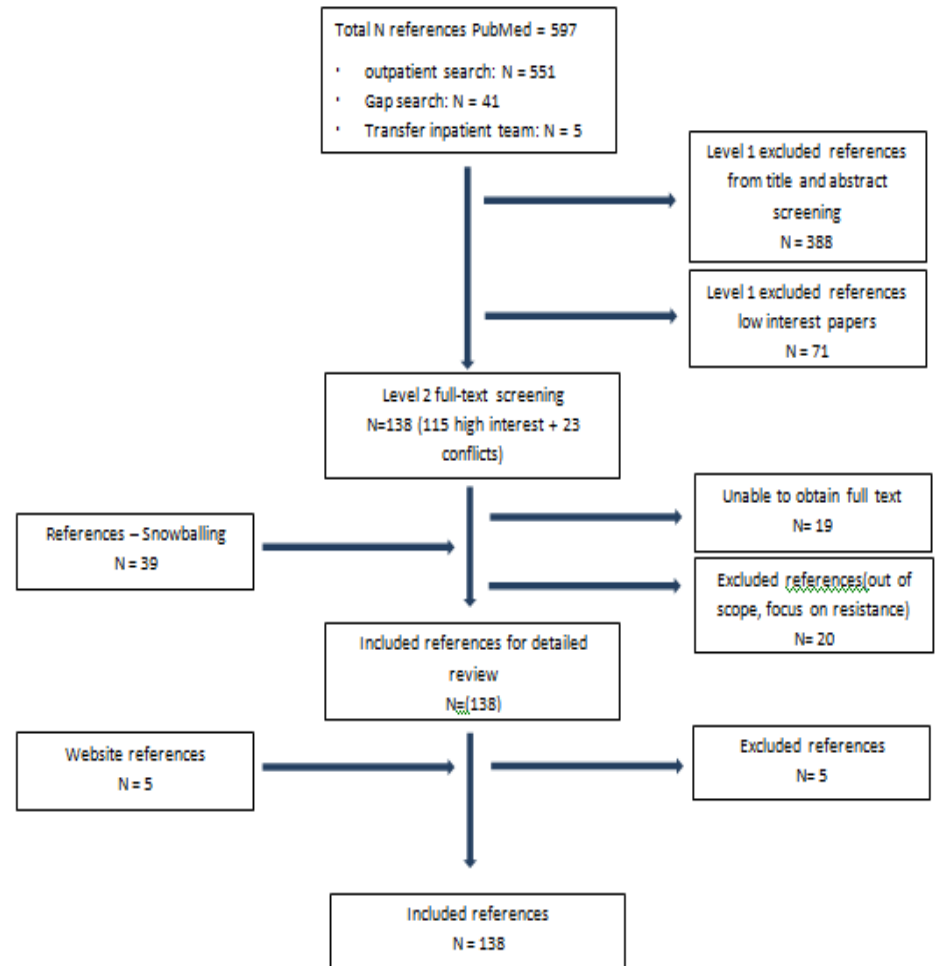 Total N references PubMed = 597
· outpatient search: N = 551
· Gap search: N = 41
· Transfer inpatient team: N = 5
Level 1 excluded references
from title and abstract
screening
N = 388
Level 1 excluded references
low interest papers
N = 71
Level 2 full-text screening
N=138 (115 high interest + 23
conflicts)
Unable to obtain full text
N= 19
References – Snowballing
N = 39
Excluded references(out of
scope, focus on resistance)
N= 20
Included references for detailed
review
N=(138)
Website references
N = 5
Excluded references
N= 5
Included references
N = 138